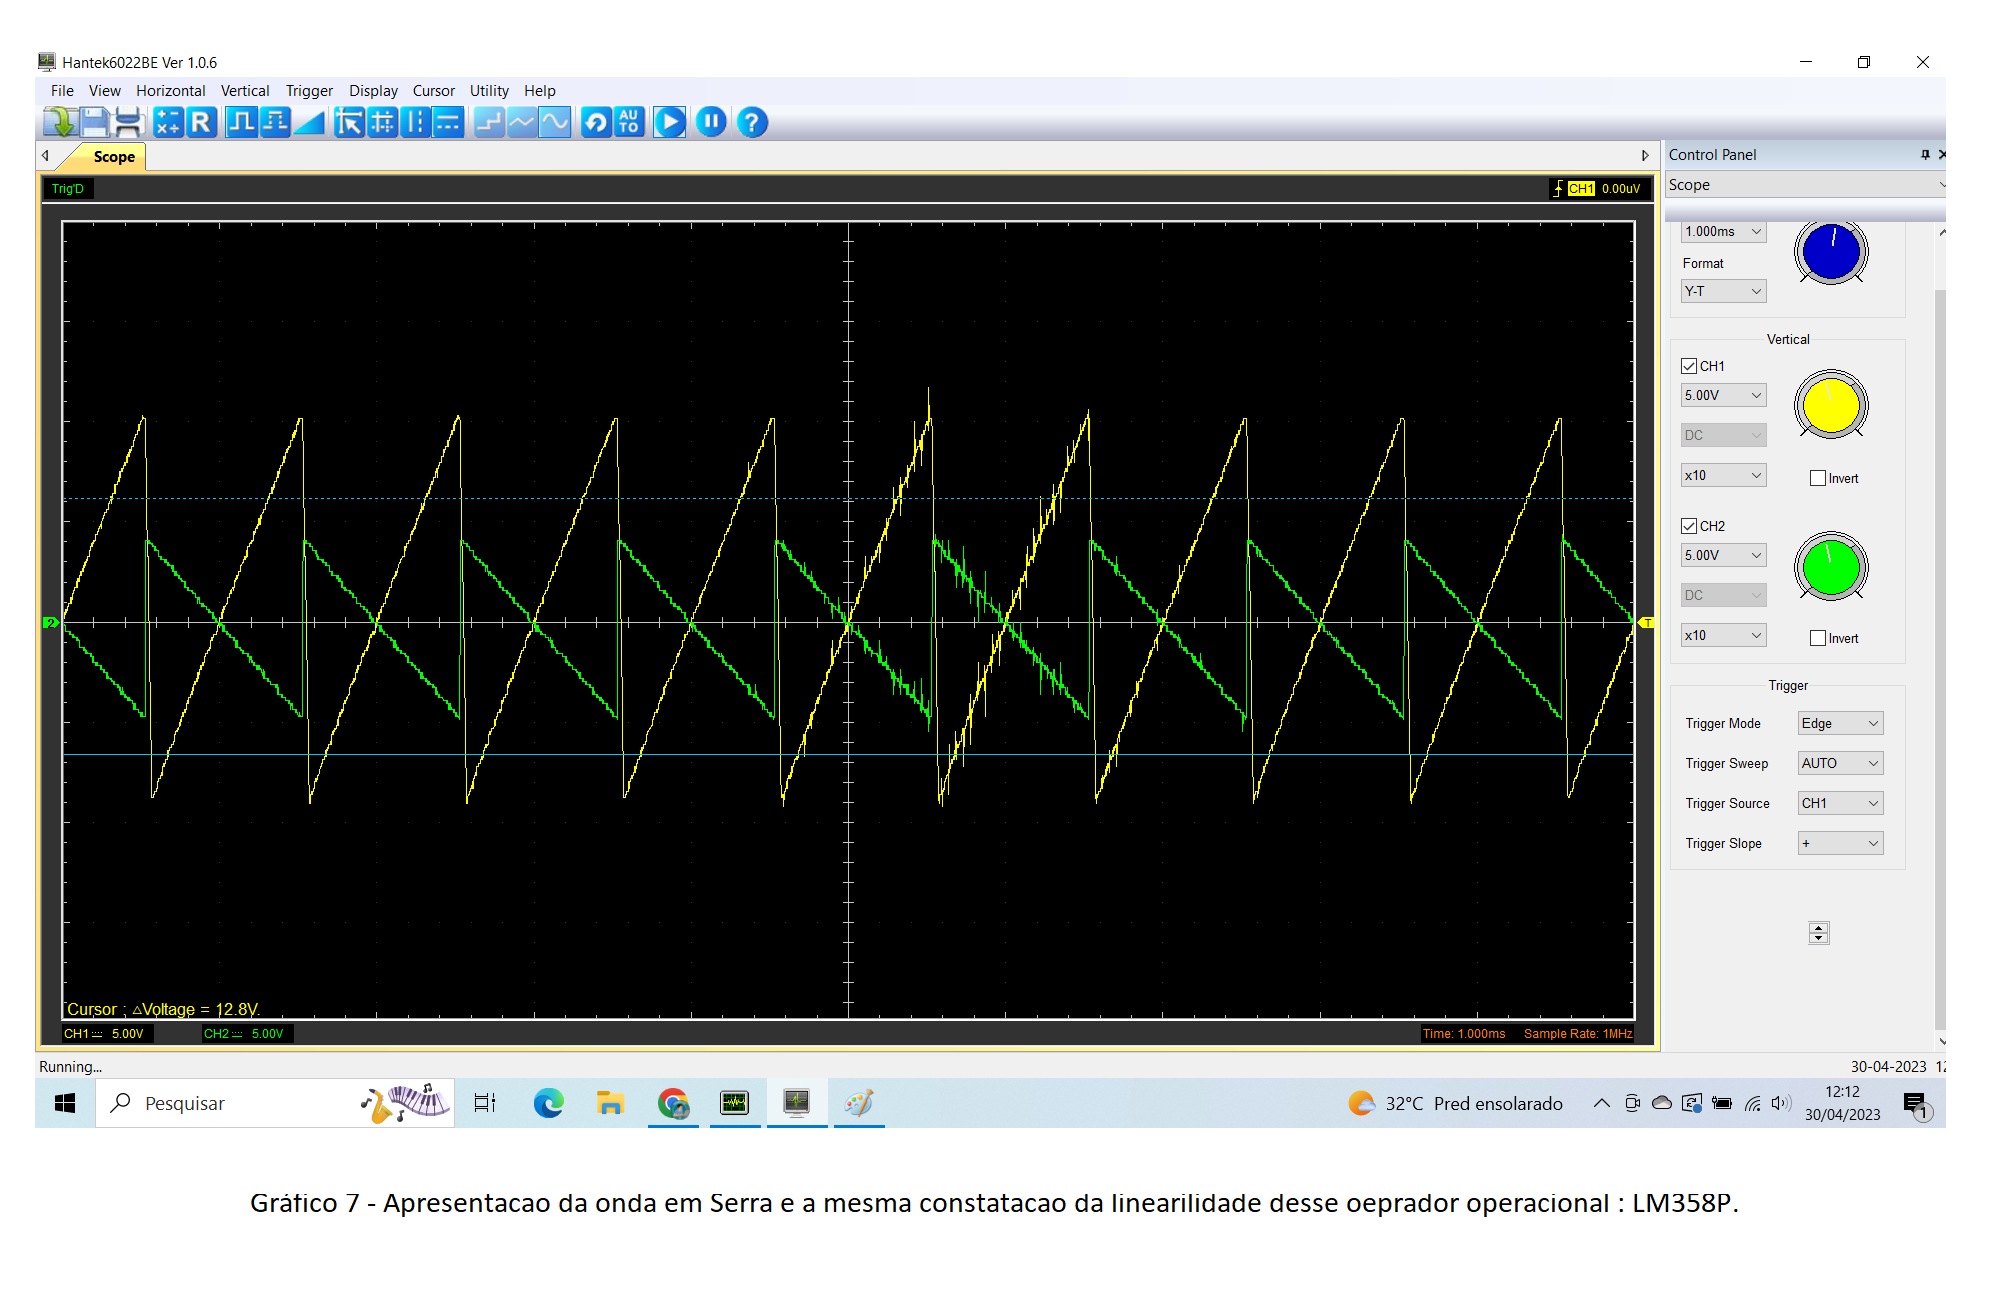 Hantek6022BE Ver 1.0.6
File View Horizontal Vertical Trigger Display Cursor Utility Help
R AU TO ?
Scope
Control Panel
Trig'D
CH1 0.00uV
Scope
1.000ms
Format
Y-T
Vertical
CH1
5.00V
DC
x10
Invert
CH2
5.00V
DC
x10
Invert
2
T
Trigger
Trigger Mode Edge
Trigger Sweep AUTO
Trigger Source CH1
Trigger Slope +
Cursor ; △Voltage = 12.8V.
CH1 5.00V CH2 5.00V Time: 1.000ms Sample Rate: 1MHz
Running...
30-04-2023 12
Pesquisar
32°C Pred ensolarado
12:12
30/04/2023
1
Gráfico 7 - Apresentacao da onda em Serra e a mesma constatacao da linearilidade desse oeprador operacional : LM358P.